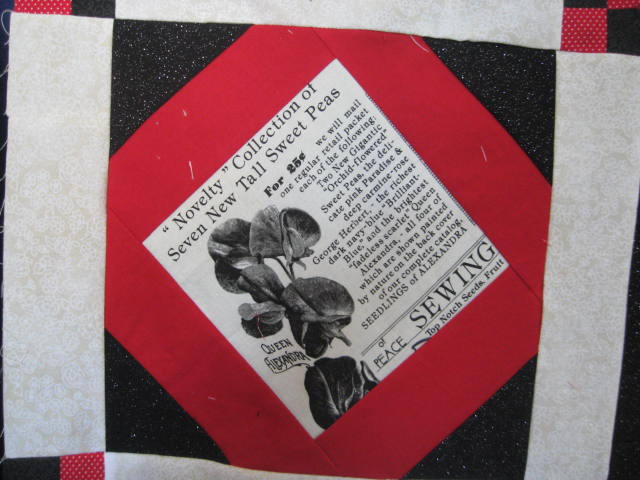 "Novelty" Collection of
Seven New Tall Sweet Peas
For 25¢ we will mail
one regular retail packet
each of the following:
Two New Gigantic
"Orchid-flowered
Sweet Peas, the deli-
cate pink Paradise &
deep carmine-rose
George Herbert, the richest
dark navy-blue "Brilliant-
Blue," and the brightest
"fadeless scarlet" Queen
Alexandra, all four of
which are shown painted
by nature on the back cover
of our complete catalog.
SEEDLINGS of ALEXANDRA
QUEEN
ALEXANDRA
of
PEACE
SEWING
Top Notch Seeds, Fruit